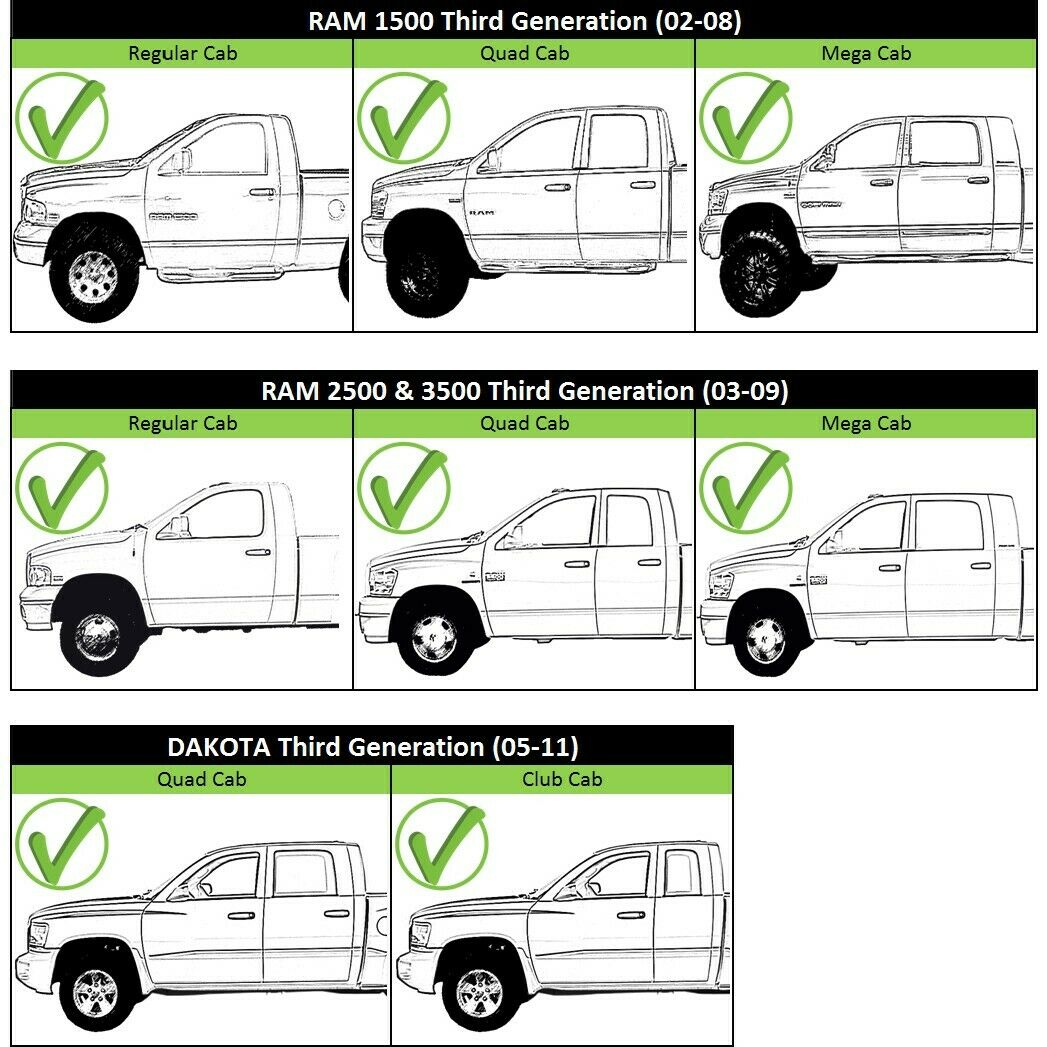 RAM 1500 Third Generation (02-08)
Regular Cab Quad Cab Mega Cab
RAM
RAM 2500 & 3500 Third Generation (03-09)
Regular Cab Quad Cab Mega Cab
DAKOTA Third Generation (05-11)
Quad Cab Club Cab